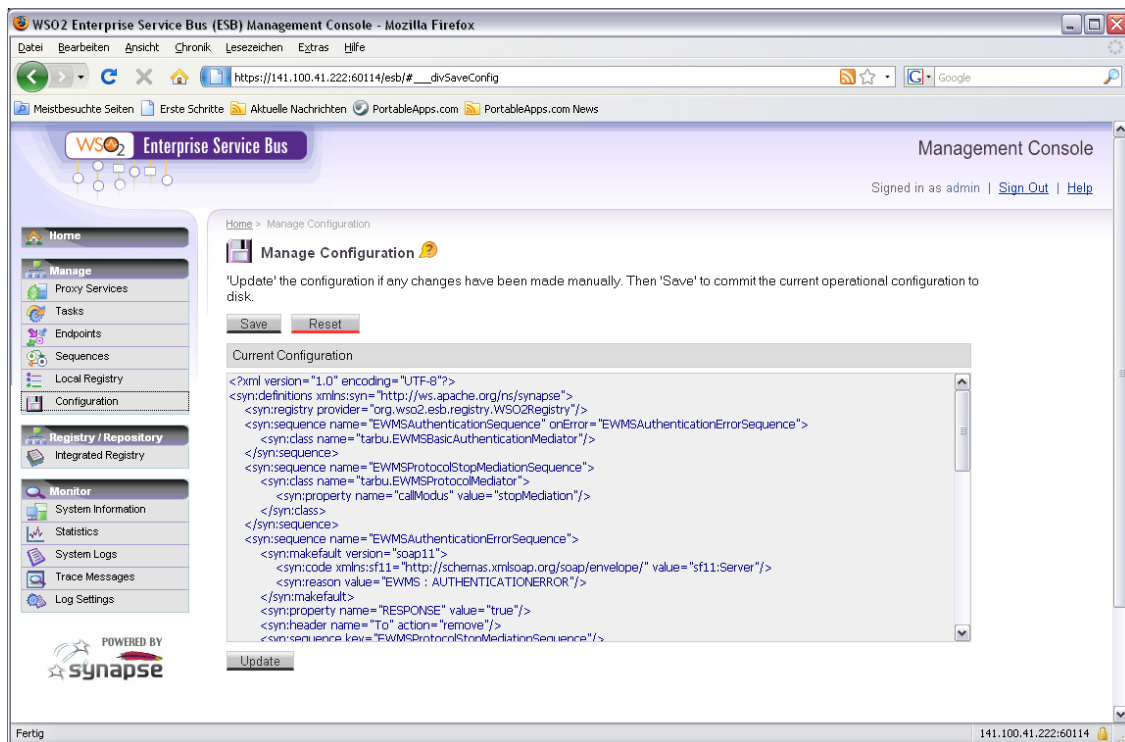 WSO2 Enterprise Service Bus (ESB) Management Console - Mozilla Firefox
Datei Bearbeiten Ansicht Chronik Lesezeichen Extras Hilfe
https://141.100.41.222:60114/esb/#___divSaveConfig
G Google
Meistbesuchte Seiten Erste Schritte Aktuelle Nachrichten PortableApps.com PortableApps.com News
WSO2 Enterprise Service Bus
Management Console
Signed in as admin | Sign Out | Help
Home > Manage Configuration
Home
Manage
Proxy Services
Tasks
Endpoints
Sequences
Local Registry
Configuration
Registry / Repository
Integrated Registry
Monitor
System Information
Statistics
System Logs
Trace Messages
Log Settings
POWERED BY
synapse
Manage Configuration ?
'Update' the configuration if any changes have been made manually. Then 'Save' to commit the current operational configuration to
disk.
Save Reset
Current Configuration
<?xml version="1.0" encoding="UTF-8"?>
<syn:definitions xmlns:syn="http://ws.apache.org/ns/synapse">
<syn:registry provider="org.wso2.esb.registry.WSO2Registry"/>
<syn:sequence name="EWMSAuthenticationSequence" onError="EWMSAuthenticationErrorSequence">
<syn:class name="tarbu.EWMSBasicAuthenticationMediator"/>
</syn:sequence>
<syn:sequence name="EWMSProtocolStopMediationSequence">
<syn:class name="tarbu.EWMSProtocolMediator">
<syn:property name="callModus" value="stopMediation"/>
</syn:class>
</syn:sequence>
<syn:sequence name="EWMSAuthenticationErrorSequence">
<syn:makefault version="soap11">
<syn:code xmlns:sf11="http://schemas.xmlsoap.org/soap/envelope/" value="sf11:Server"/>
<syn:reason value="EWMS : AUTHENTICATIONERROR"/>
</syn:makefault>
<syn:property name="RESPONSE" value="true"/>
<syn:header name="To" action="remove"/>
<syn:sequence key="EWMSProtocolStopMediationSequence"/>
Update
Fertig
141.100.41.222:60114